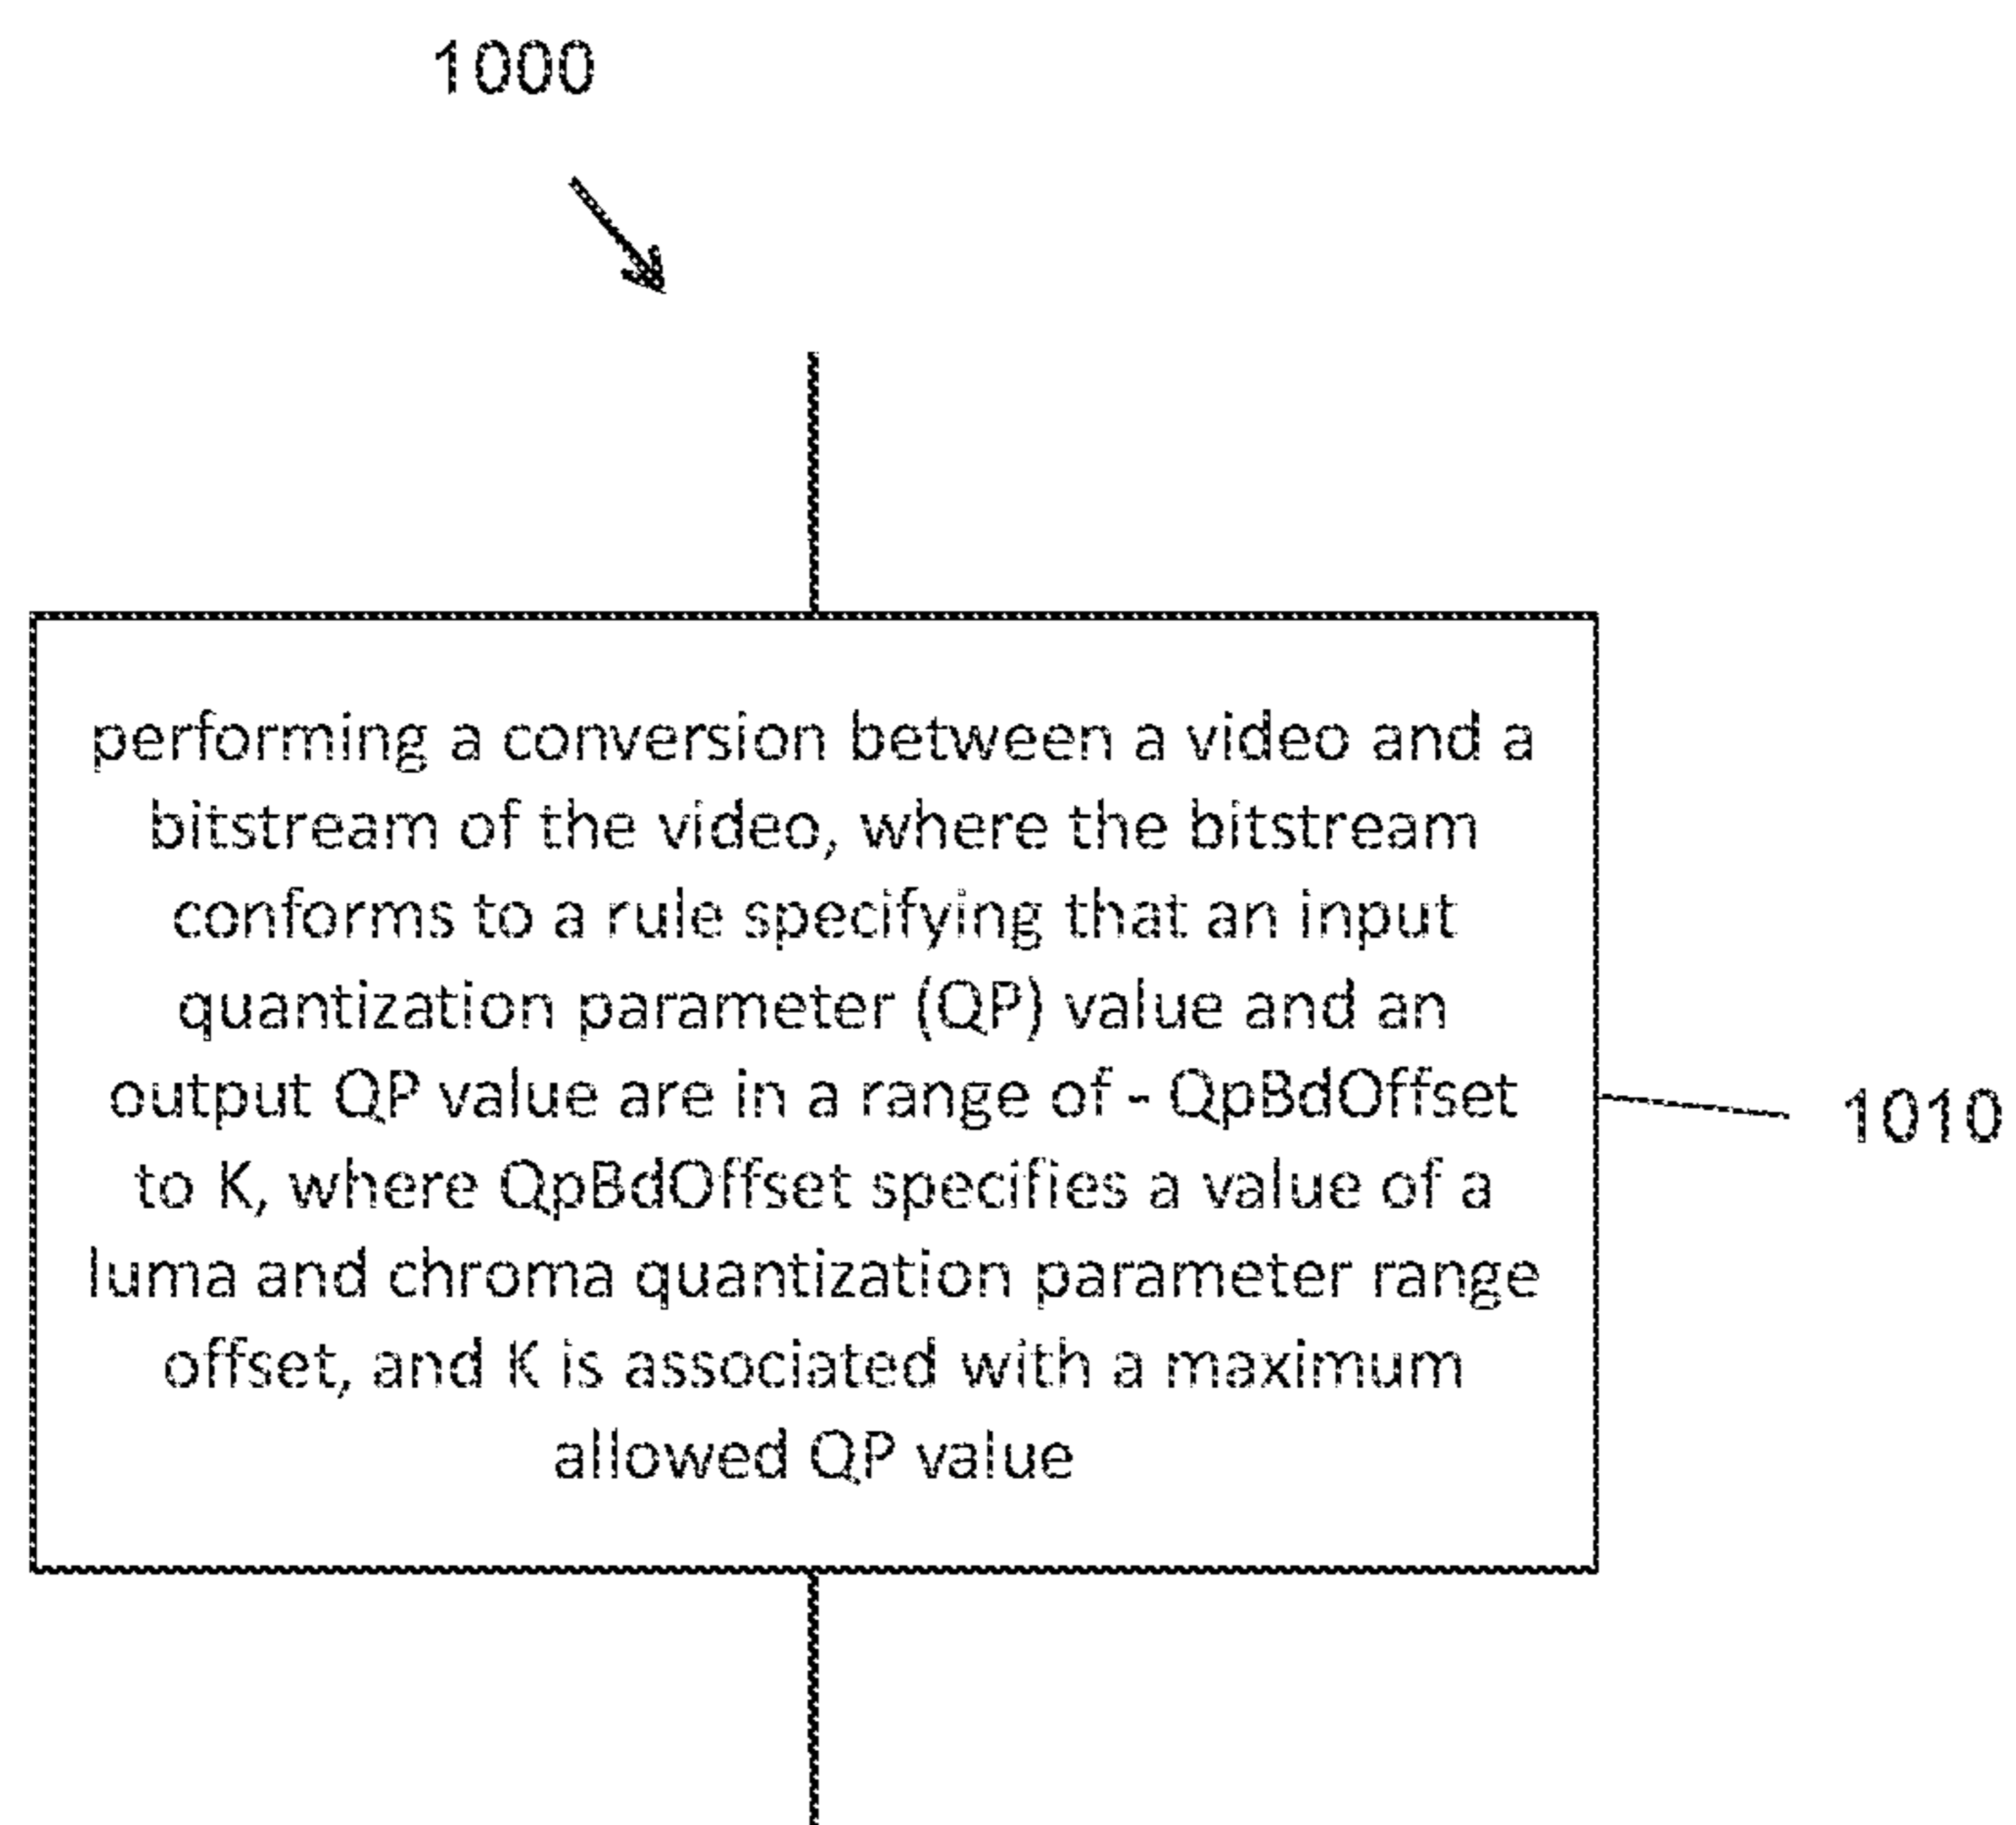 1000
performing a conversion between a video and a
bitstream of the video, where the bitstream
conforms to a rule specifying that an input
quantization parameter (QP) value and an
output QP value are in a range of - QpBdOffset
to K, where QpBdOffset specifies a value of a
luma and chroma quantization parameter range
offset, and K is associated with a maximum
allowed QP value
1010